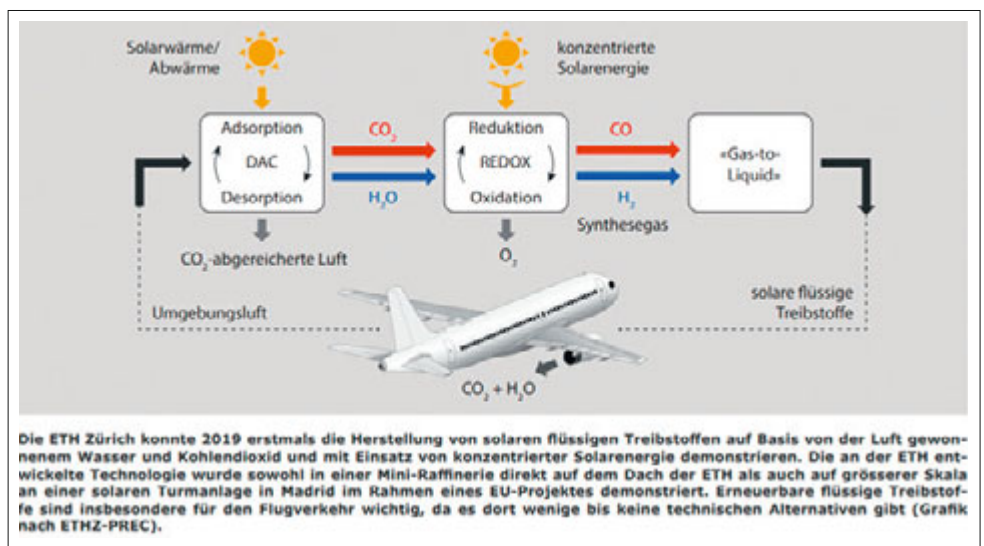 Solarwärme/
Abwärme
konzentrierte
Solarenergie
Adsorption
DAC
Desorption
CO₂
H₂O
Reduktion
REDOX
Oxidation
CO
H₂
Synthesegas
«Gas-to-
Liquid»
CO₂-abgereicherte Luft
O₂
Umgebungsluft
solare flüssige
Treibstoffe
CO₂ + H₂O
Die ETH Zürich konnte 2019 erstmals die Herstellung von solaren flüssigen Treibstoffen auf Basis von der Luft gewon-
nenem Wasser und Kohlendioxid und mit Einsatz von konzentrierter Solarenergie demonstrieren. Die an der ETH ent-
wickelte Technologie wurde sowohl in einer Mini-Raffinerie direkt auf dem Dach der ETH als auch auf grösserer Skala
an einer solaren Turmanlage in Madrid im Rahmen eines EU-Projektes demonstriert. Erneuerbare flüssige Treibstof-
fe sind insbesondere für den Flugverkehr wichtig, da es dort wenige bis keine technischen Alternativen gibt (Grafik
nach ETHZ-PREC).